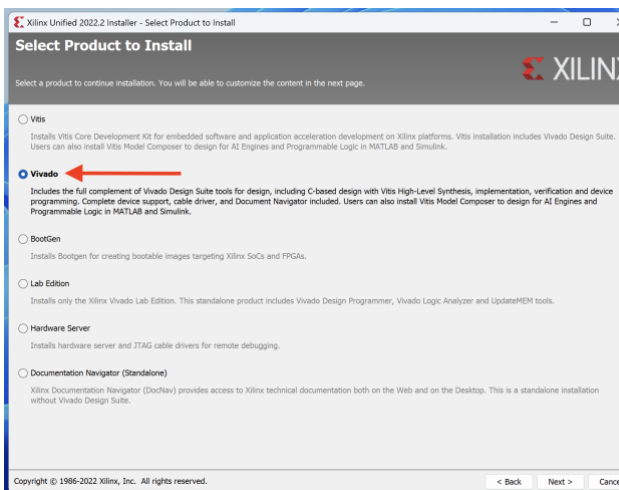 Xilinx Unified 2022.2 Installer - Select Product to Install
Select Product to Install
XILINX
Select a product to continue installation. You will be able to customize the content in the next page.
Vitis
Installs Vitis Core Development Kit for embedded software and application acceleration development on Xilinx platforms. Vitis installation includes Vivado Design Suite.
Users can also install Vitis Model Composer to design for AI Engines and Programmable Logic in MATLAB and Simulink.
Vivado
Includes the full complement of Vivado Design Suite tools for design, including C-based design with Vitis High-Level Synthesis, implementation, verification and device
programming. Complete device support, cable driver, and Document Navigator included. Users can also install Vitis Model Composer to design for AI Engines and
Programmable Logic in MATLAB and Simulink.
BootGen
Installs Bootgen for creating bootable images targeting Xilinx SoCs and FPGAs.
Lab Edition
Installs only the Xilinx Vivado Lab Edition. This standalone product includes Vivado Design Programmer, Vivado Logic Analyzer and UpdateMEM tools.
Hardware Server
Installs hardware server and JTAG cable drivers for remote debugging.
Documentation Navigator (Standalone)
Xilinx Documentation Navigator (DocNav) provides access to Xilinx technical documentation both on the Web and on the Desktop. This is a standalone installation
without Vivado Design Suite.
Copyright © 1986-2022 Xilinx, Inc. All rights reserved.
< Back Next > Cance